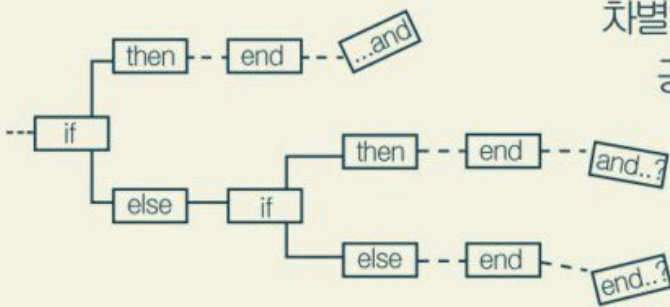 차별
then end ...and
if
then end and..?
else if
else end end..?